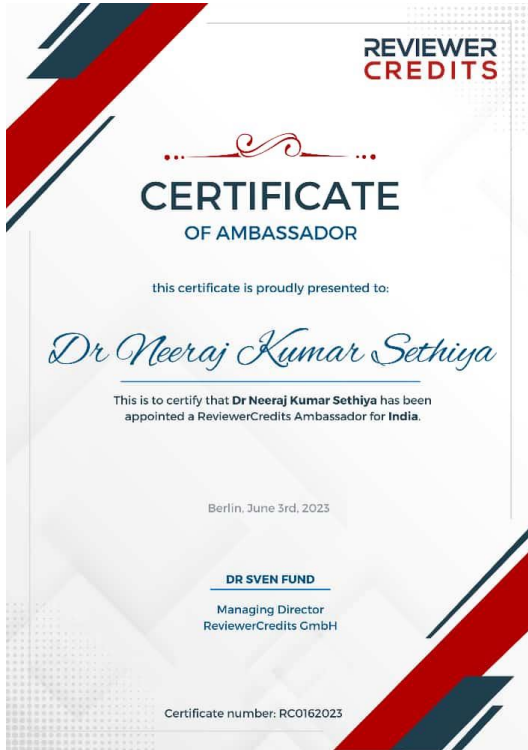 REVIEWER
CREDITS
CERTIFICATE
OF AMBASSADOR
this certificate is proudly presented to:
Dr Neeraj Kumar Sethiya
This is to certify that Dr Neeraj Kumar Sethiya has been
appointed a ReviewerCredits Ambassador for India.
Berlin, June 3rd, 2023
DR SVEN FUND
Managing Director
ReviewerCredits GmbH
Certificate number: RC0162023